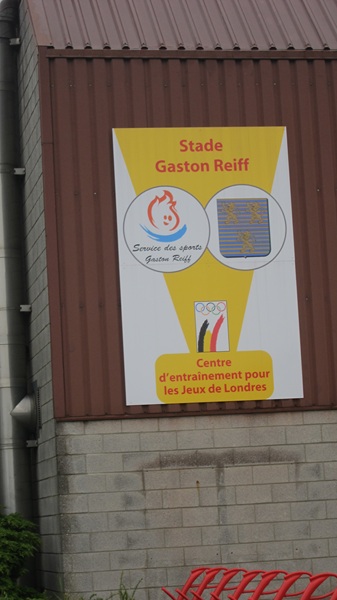 Stade
Gaston Reiff
Service des sports
Gaston Reiff
Centre
d'entraînement pour
les Jeux de Londres